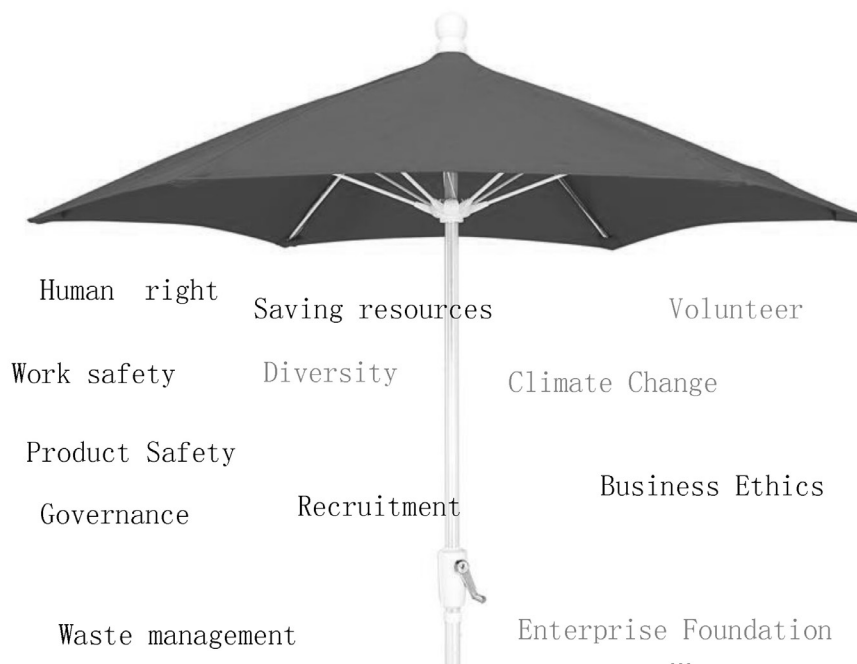 Human right
Saving resources
Volunteer
Work safety
Diversity
Climate Change
Product Safety
Business Ethics
Governance
Recruitment
Waste management
Enterprise Foundation